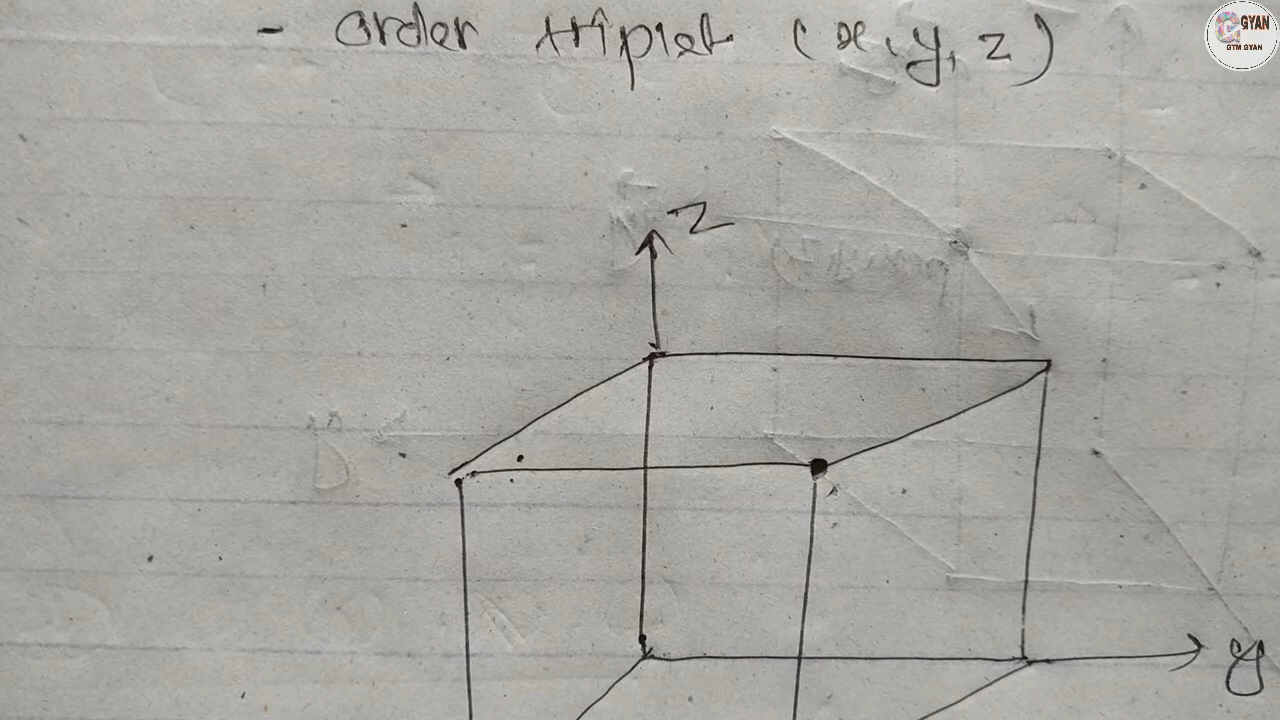 - order triplet (x, y, z)
GYAN
GTM GYAN
z
y